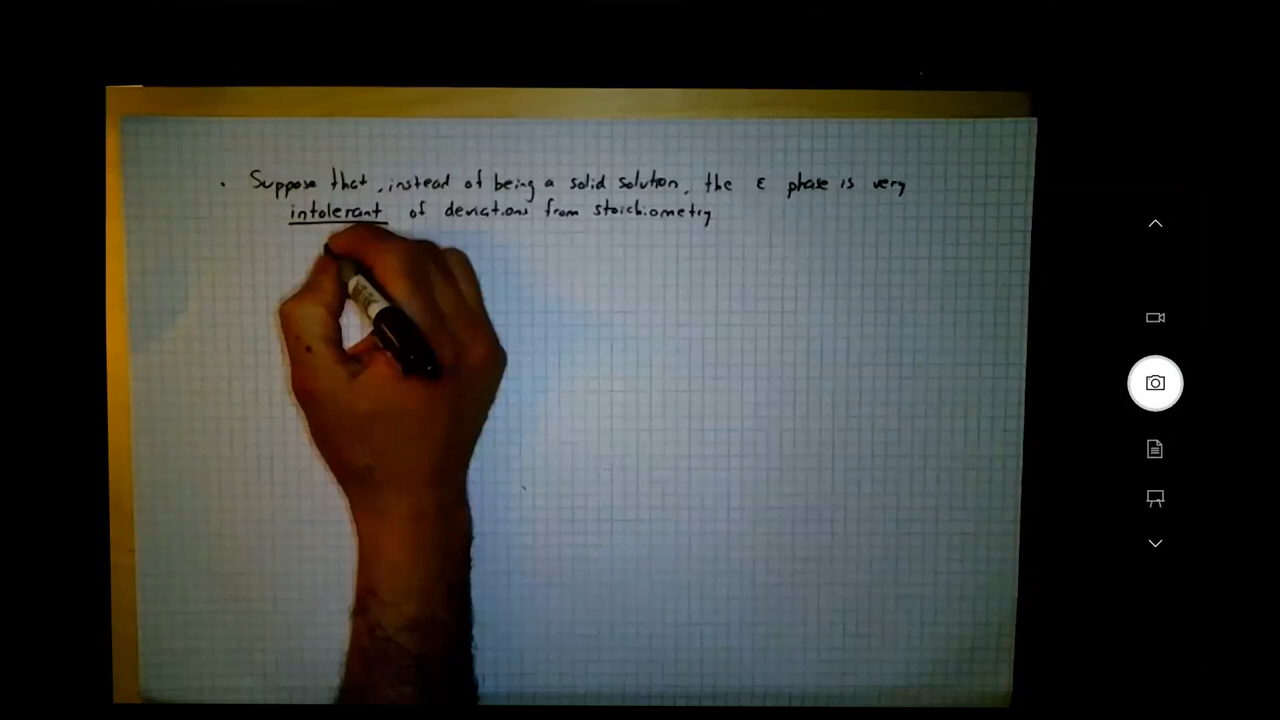 · Suppose that, instead of being a solid solution, the ε phase is very
intolerant of deviations from stoichiometry